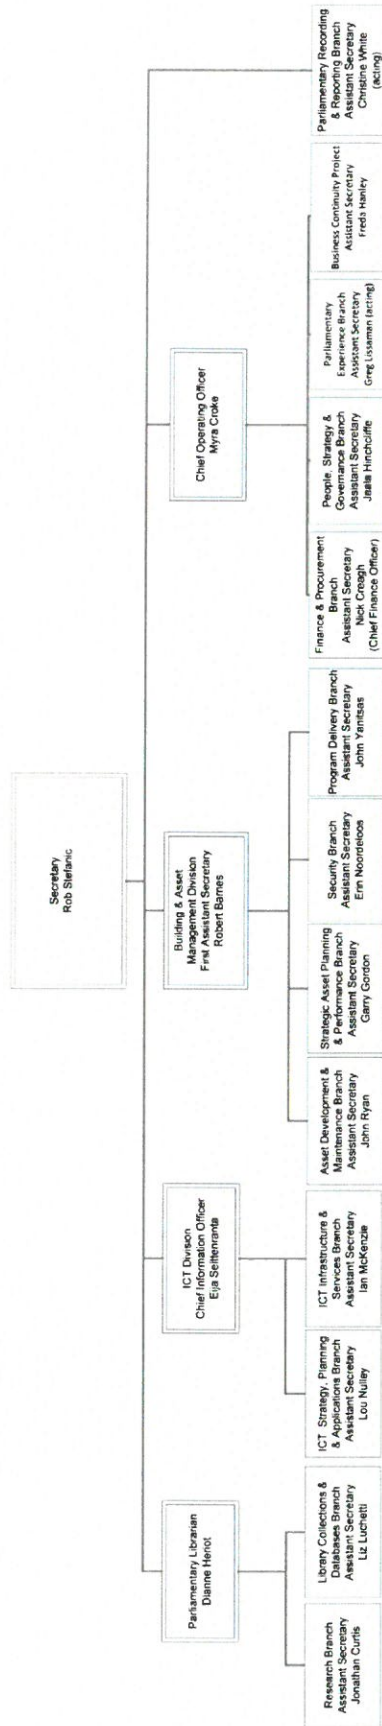 Secretary
Rob Stefanic
Parliamentary Librarian
Dianne Heriot
ICT Division
Chief Information Officer
Eija Seittenranta
Building & Asset
Management Division
First Assistant Secretary
Robert Barnes
Chief Operating Officer
Myra Croke
Research Branch
Assistant Secretary
Jonathan Curtis
Library Collections &
Databases Branch
Assistant Secretary
Liz Luchetti
ICT Strategy, Planning
& Applications Branch
Assistant Secretary
Lou Nulley
ICT Infrastructure &
Services Branch
Assistant Secretary
Ian McKenzie
Asset Development &
Maintenance Branch
Assistant Secretary
John Ryan
Strategic Asset Planning
& Performance Branch
Assistant Secretary
Garry Gordon
Security Branch
Assistant Secretary
Erin Noordeloos
Program Delivery Branch
Assistant Secretary
John Yanitsas
Finance & Procurement
Branch
Assistant Secretary
Nick Creagh
(Chief Finance Officer)
People, Strategy &
Governance Branch
Assistant Secretary
Jaala Hinchcliffe
Parliamentary
Experience Branch
Assistant Secretary
Greg Lissaman (acting)
Business Continuity Project
Assistant Secretary
Freda Hanley
Parliamentary Recording
& Reporting Branch
Assistant Secretary
Christine White
(acting)